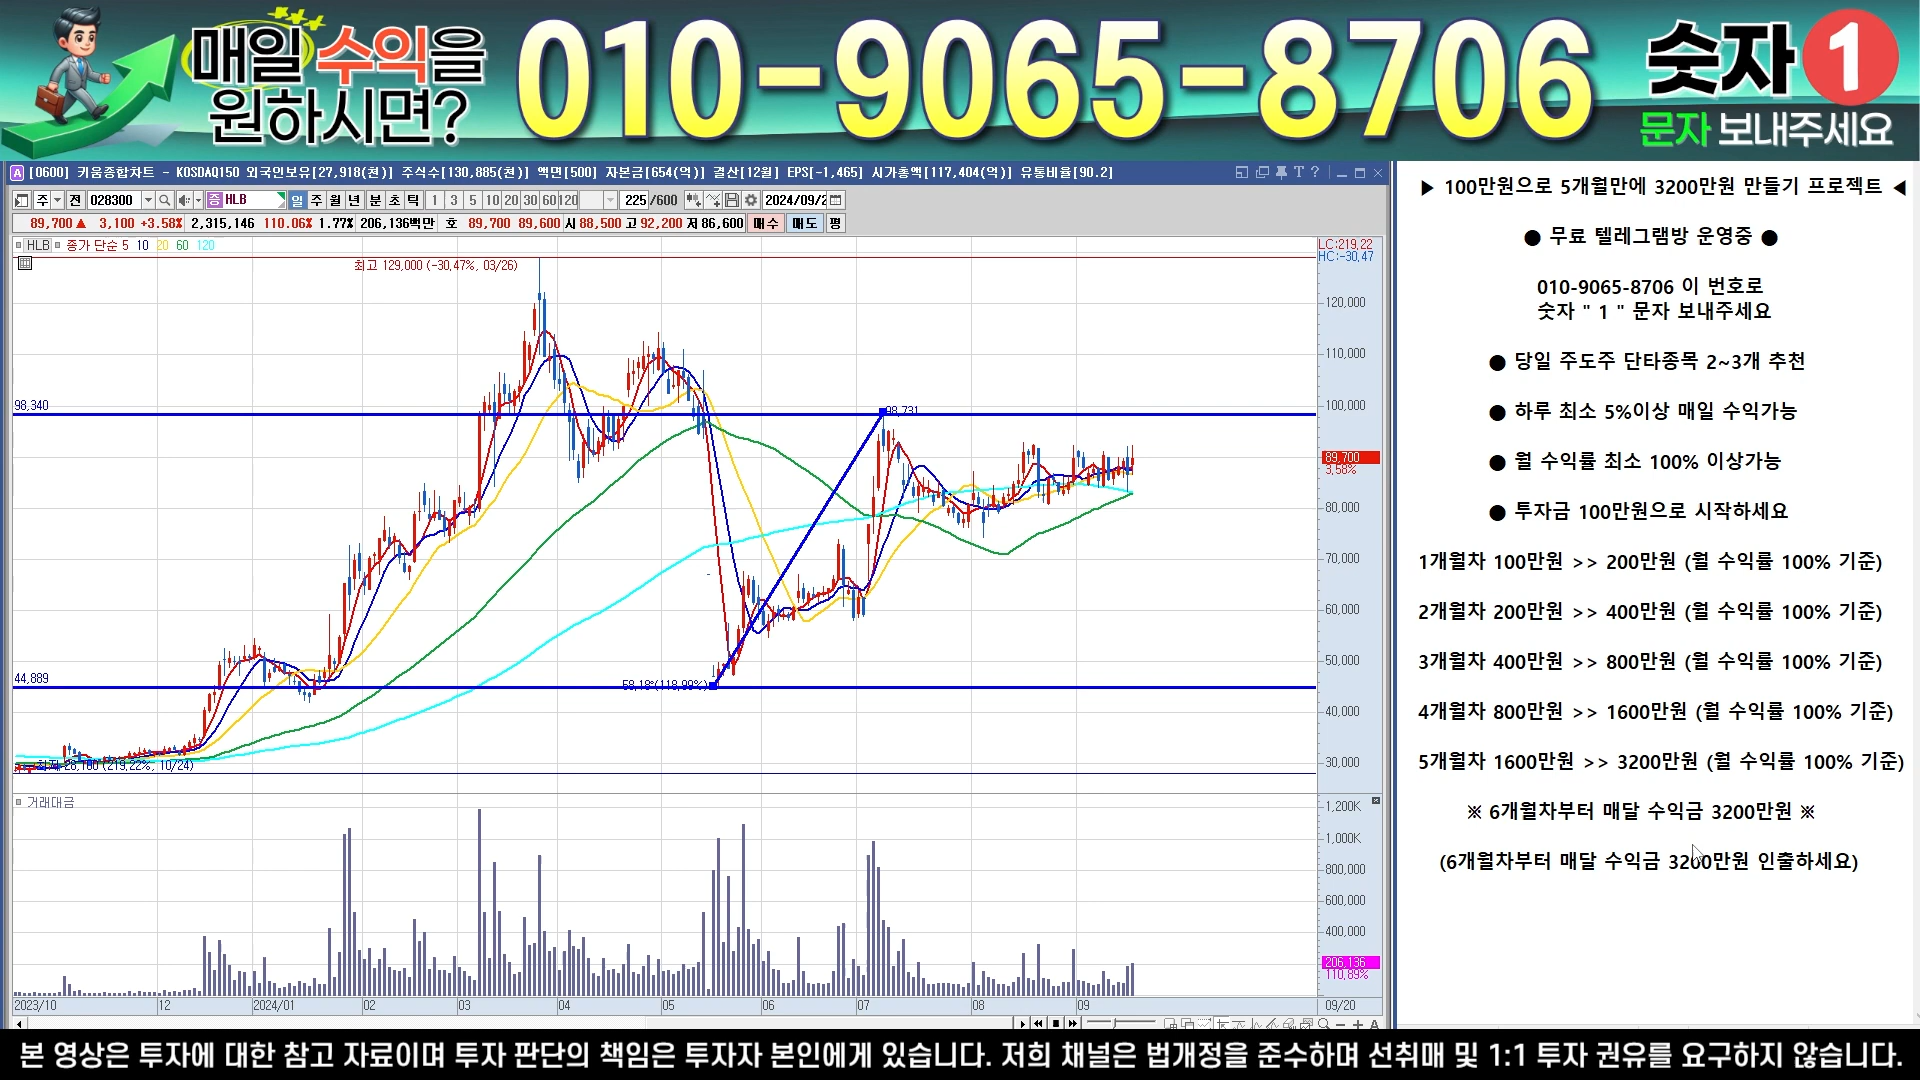 매일 수익을
원하시면?
010-9065-8706
숫자 1
문자 보내주세요
[0600] 키움종합차트 - KOSDAQ150 외국인보유[27,918(천)] 주식수[130,885(천)] 액면[500] 자본금[654(억)] 결산[12월] EPS[-1,465] 시가총액[117,404(억)] 유통비율[90.2]
주 전 028300 증 HLB 일 주 월 년 분 초 틱 1 3 5 10 20 30 60 120 225 /600 2024/09/2
89,700 ▲ 3,100 +3.58% 2,315,146 110.06% 1.77% 206,136백만 호 89,700 89,600 시 88,500 고 92,200 저 86,600 매수 매도 평
HLB 종가 단순 5 10 20 60 120
LC:219,22
HC:-30,47
최고 129,000 (-30,47%, 03/26)
120,000
110,000
98,340
98,731
100,000
89,700
3,58%
80,000
70,000
60,000
50,000
44,889
58,18°(118,99%)
40,000
최저 28,100 (219,22%, 10/24)
30,000
거래대금
1,200K
1,000K
800,000
600,000
400,000
206,136
110,89%
2023/10 12 2024/01 02 03 04 05 06 07 08 09 09/20
▶ 100만원으로 5개월만에 3200만원 만들기 프로젝트 ◀
● 무료 텔레그램방 운영중 ●
010-9065-8706 이 번호로
숫자 " 1 " 문자 보내주세요
● 당일 주도주 단타종목 2~3개 추천
● 하루 최소 5%이상 매일 수익가능
● 월 수익률 최소 100% 이상가능
● 투자금 100만원으로 시작하세요
1개월차 100만원 >> 200만원 (월 수익률 100% 기준)
2개월차 200만원 >> 400만원 (월 수익률 100% 기준)
3개월차 400만원 >> 800만원 (월 수익률 100% 기준)
4개월차 800만원 >> 1600만원 (월 수익률 100% 기준)
5개월차 1600만원 >> 3200만원 (월 수익률 100% 기준)
※ 6개월차부터 매달 수익금 3200만원 ※
(6개월차부터 매달 수익금 3200만원 인출하세요)
본 영상은 투자에 대한 참고 자료이며 투자 판단의 책임은 투자자 본인에게 있습니다. 저희 채널은 법개정을 준수하며 선취매 및 1:1 투자 권유를 요구하지 않습니다.